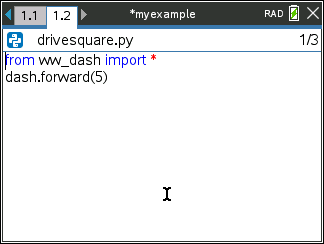 1.1 1.2 *myexample RAD
drivesquare.py 1/3
from ww_dash import *
dash.forward(5)